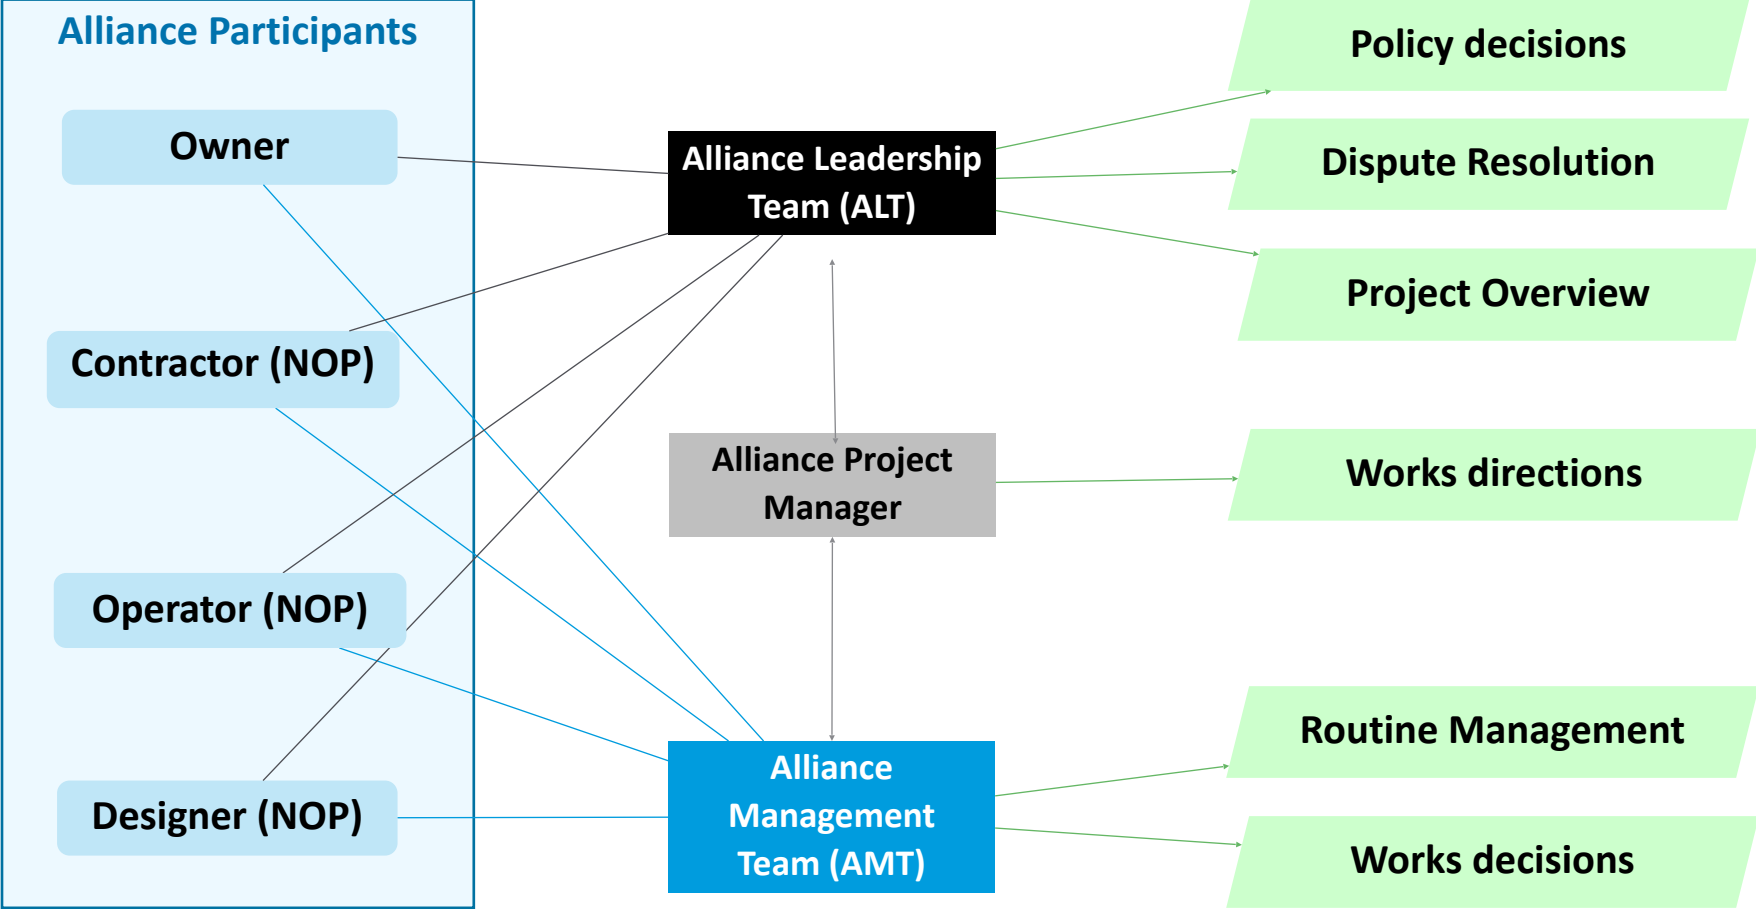 Alliance Participants
Owner
Contractor (NOP)
Operator (NOP)
Designer (NOP)
Alliance Leadership
Team (ALT)
Alliance Project
Manager
Alliance
Management
Team (AMT)
Policy decisions
Dispute Resolution
Project Overview
Works directions
Routine Management
Works decisions